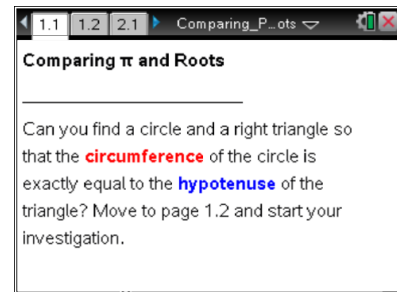 1.1 1.2 2.1 Comparing_P…ots
Comparing π and Roots
Can you find a circle and a right triangle so
that the circumference of the circle is
exactly equal to the hypotenuse of the
triangle? Move to page 1.2 and start your
investigation.